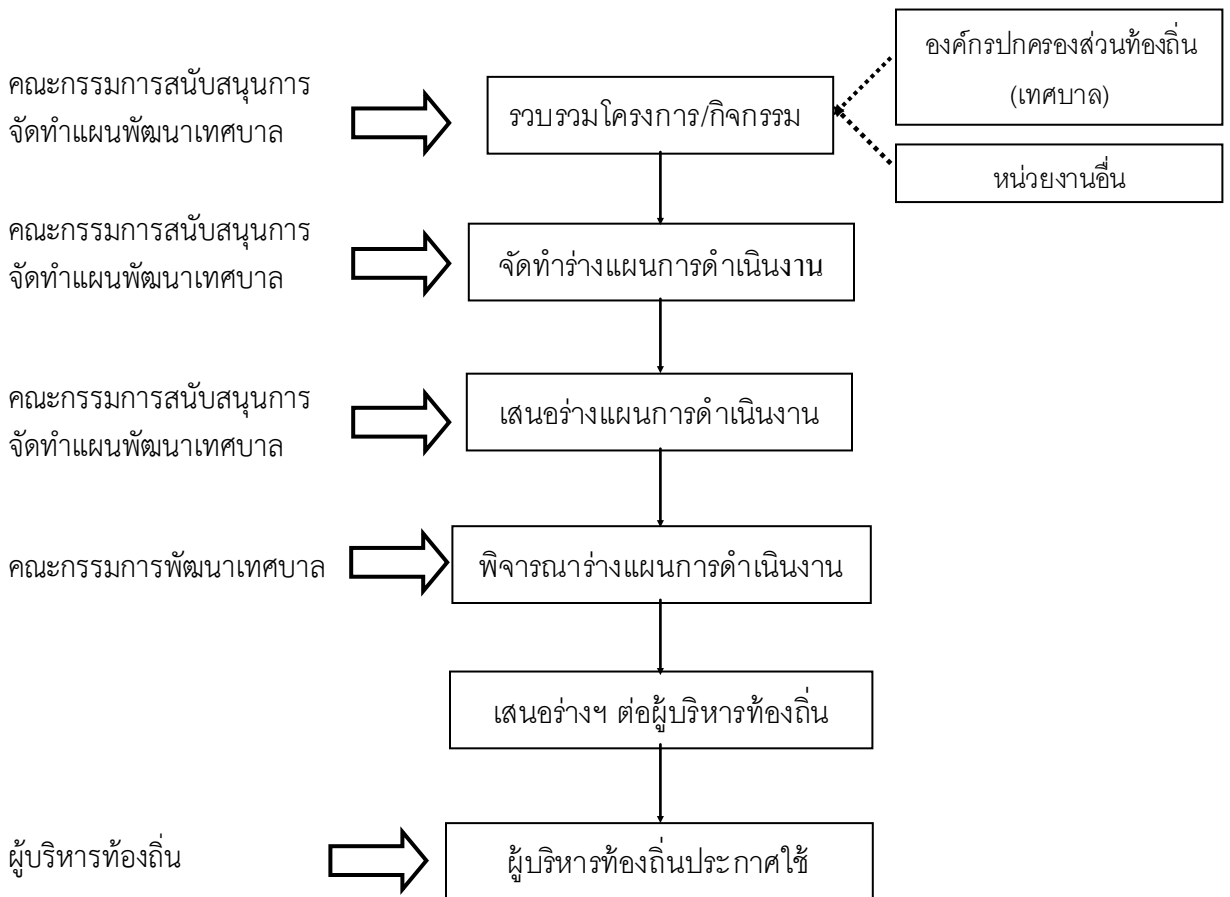 องค์กรปกครองส่วนท้องถิ่น
(เทศบาล)
คณะกรรมการสนับสนุนการ
จัดทำแผนพัฒนาเทศบาล
รวบรวมโครงการ/กิจกรรม
หน่วยงานอื่น
คณะกรรมการสนับสนุนการ
จัดทำแผนพัฒนาเทศบาล
จัดทำร่างแผนการดำเนินงาน
คณะกรรมการสนับสนุนการ
จัดทำแผนพัฒนาเทศบาล
เสนอร่างแผนการดำเนินงาน
คณะกรรมการพัฒนาเทศบาล
พิจารณาร่างแผนการดำเนินงาน
เสนอร่างฯ ต่อผู้บริหารท้องถิ่น
ผู้บริหารท้องถิ่น
ผู้บริหารท้องถิ่นประกาศใช้